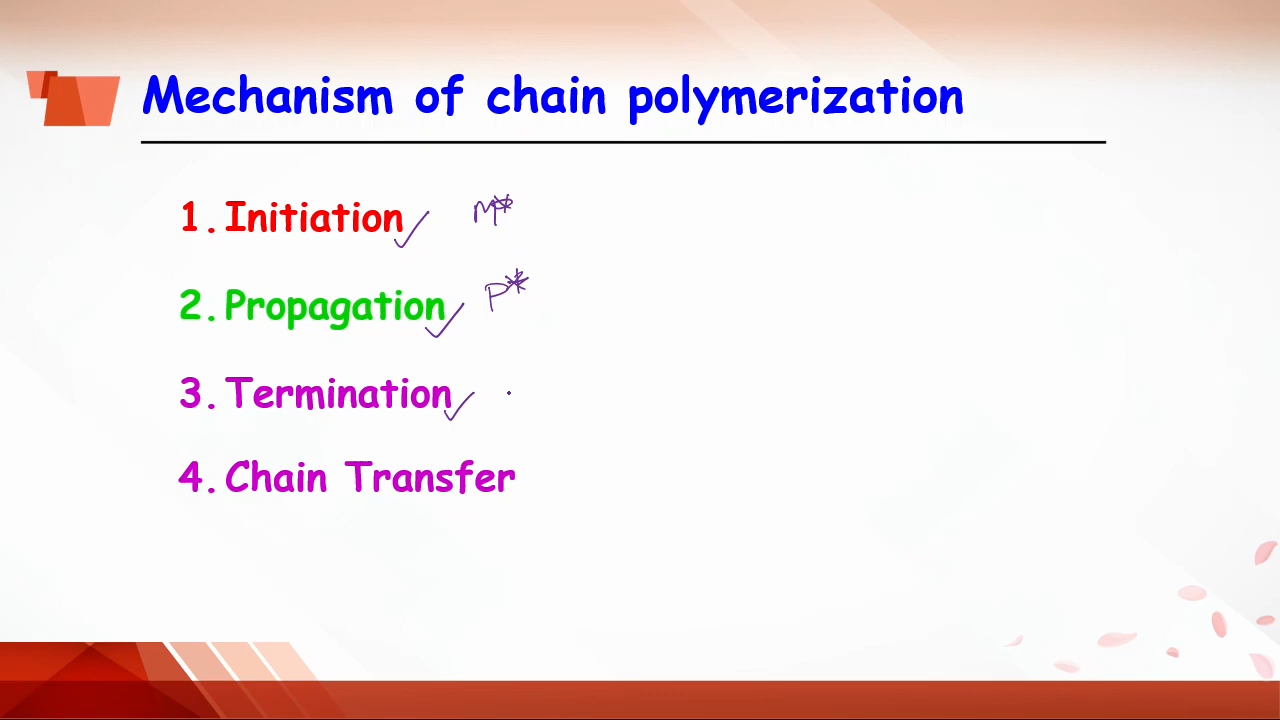 Mechanism of chain polymerization
1. Initiation ✓ M*
2. Propagation ✓ P*
3. Termination ✓
4. Chain Transfer